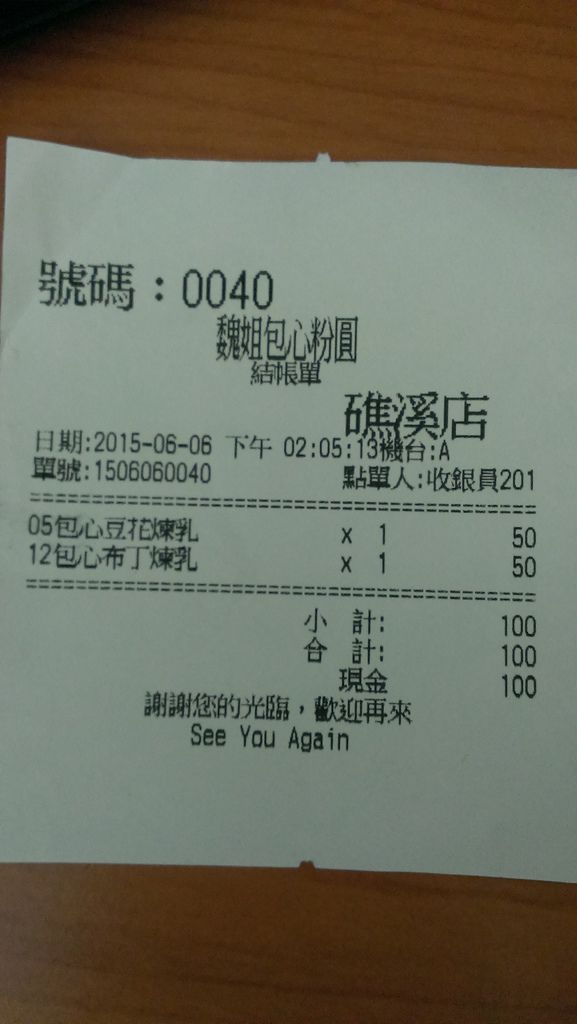 號碼：0040
魏姐包心粉圓
結帳單
礁溪店
日期:2015-06-06 下午 02:05:13機台:A
單號:1506060040 點單人:收銀員201
================================================
05包心豆花煉乳 x 1 50
12包心布丁煉乳 x 1 50
================================================
小 計: 100
合 計: 100
現金 100
謝謝您的光臨，歡迎再來
See You Again